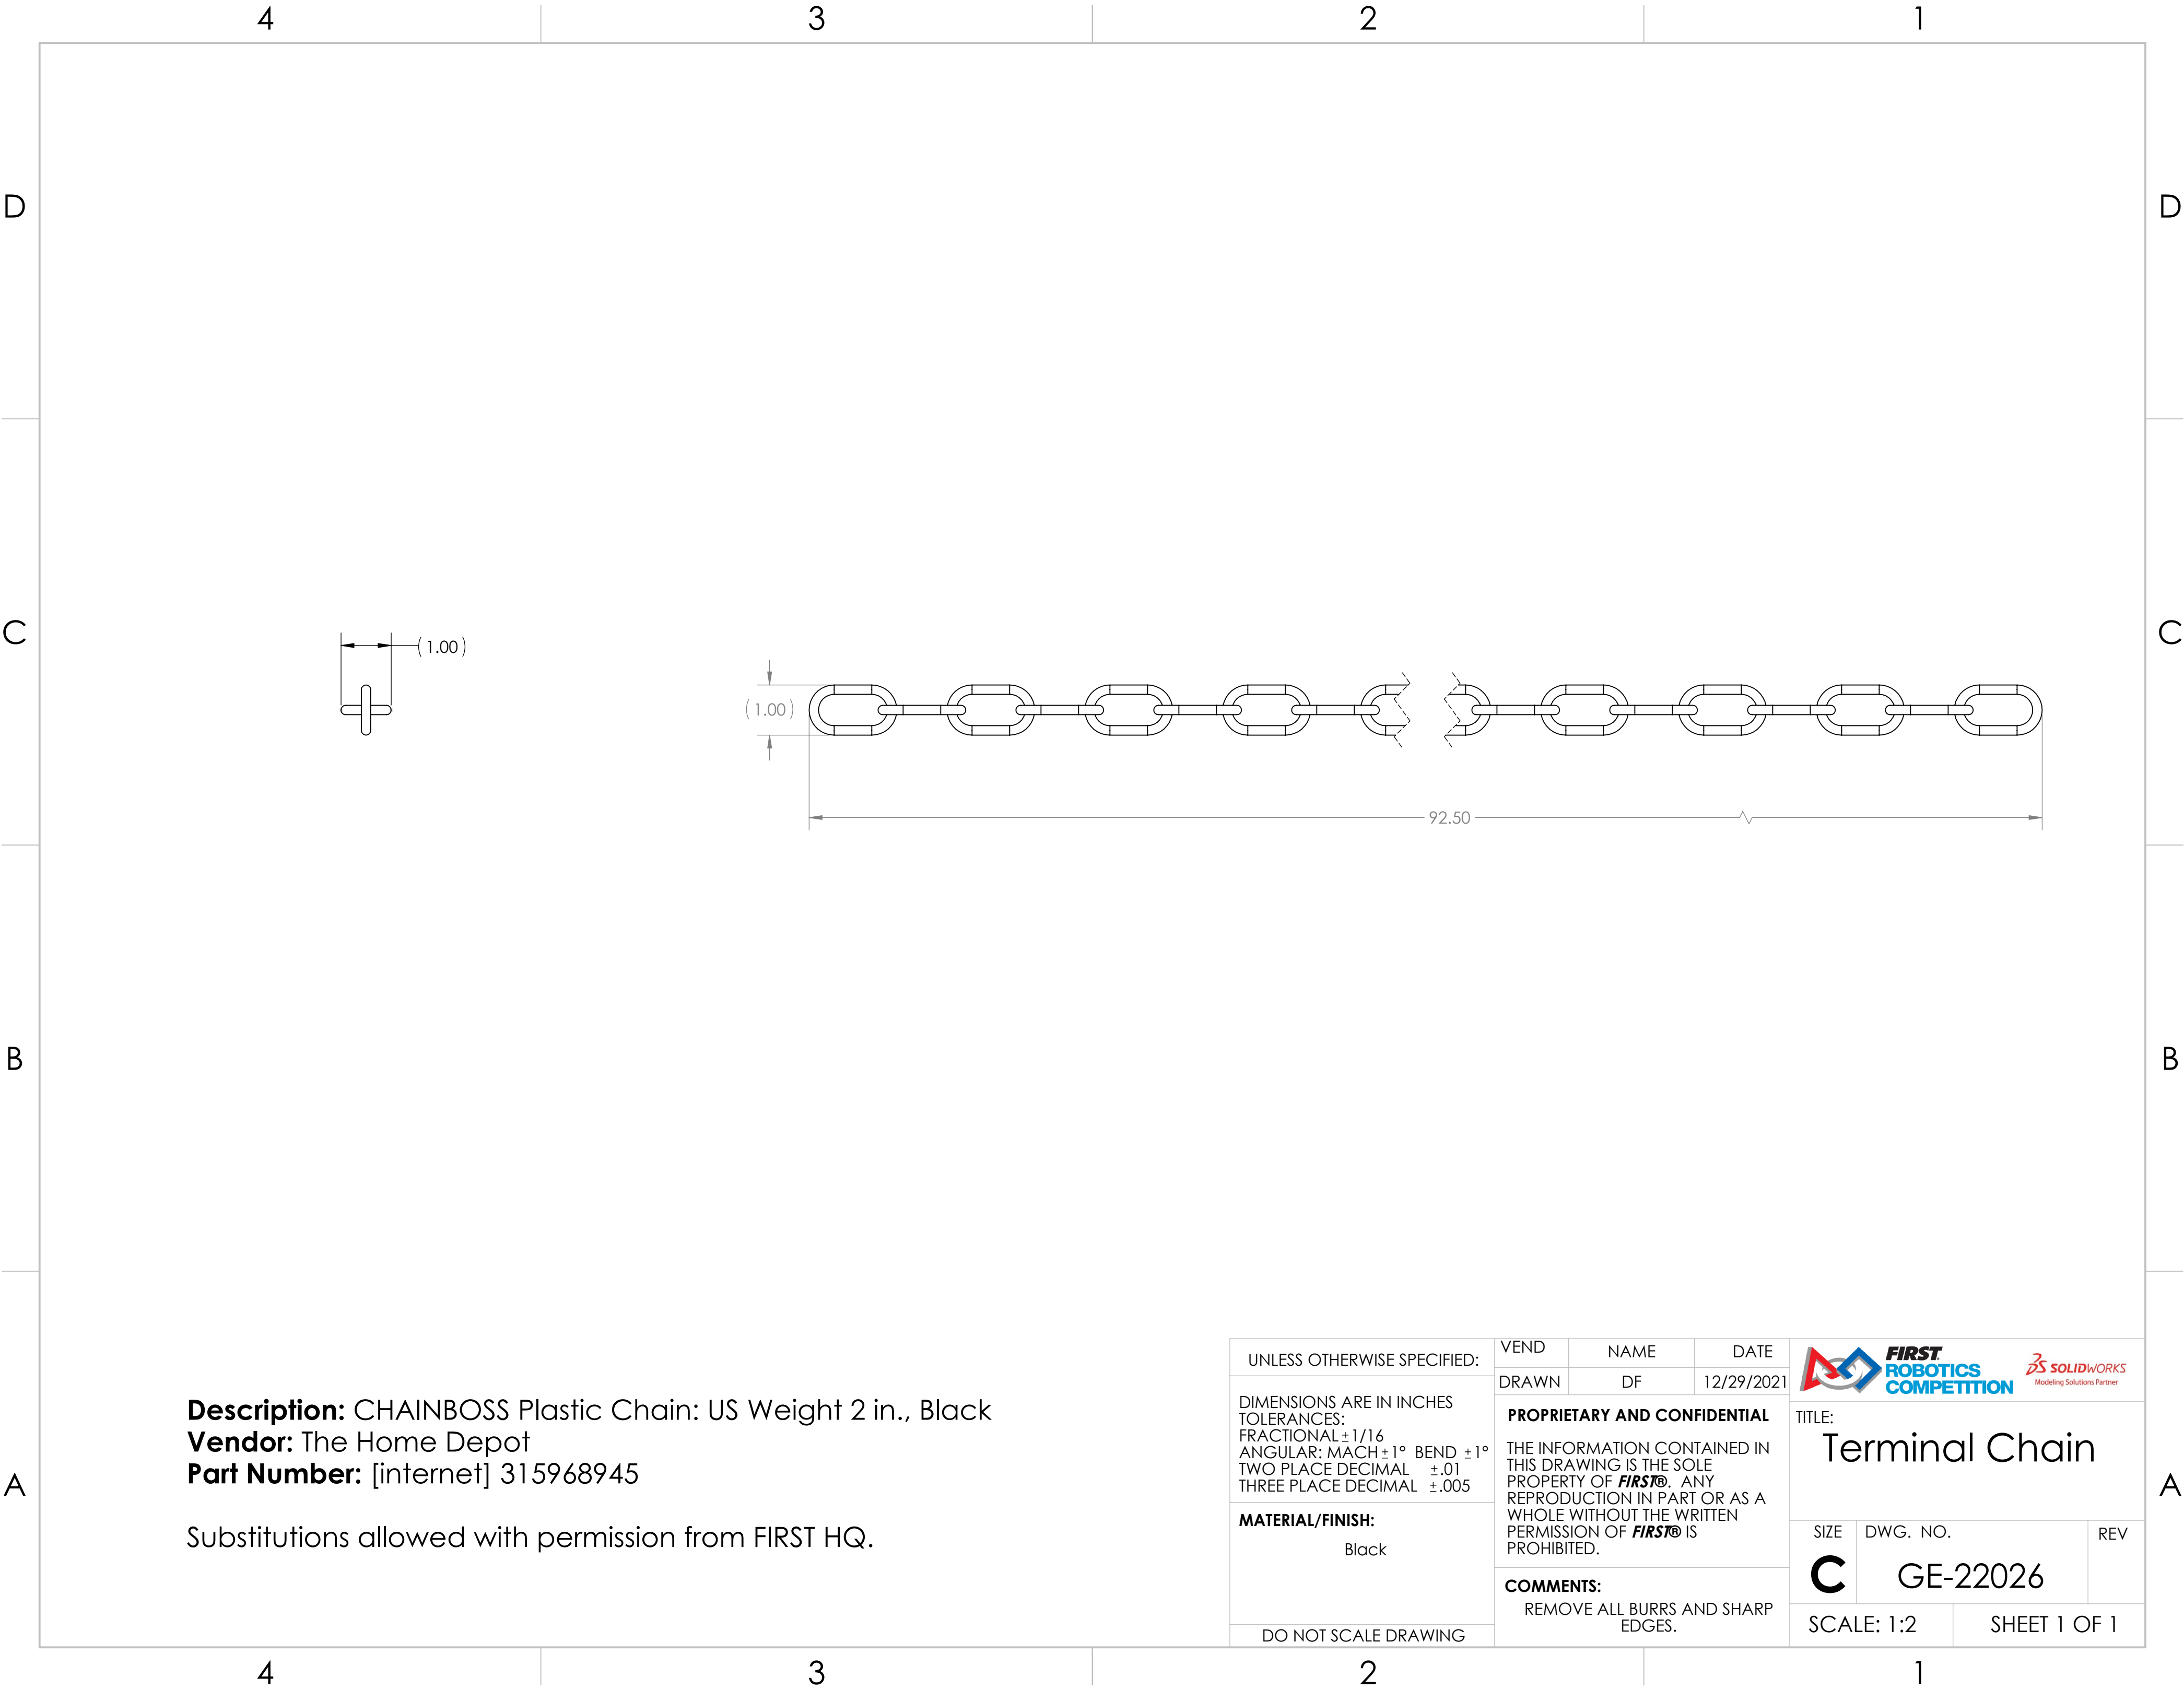 4 3 2 1
D D
C C
(1.00)
(1.00)
92.50
B B
A A
Description: CHAINBOSS Plastic Chain: US Weight 2 in., Black
Vendor: The Home Depot
Part Number: [internet] 315968945
Substitutions allowed with permission from FIRST HQ.
UNLESS OTHERWISE SPECIFIED:
DIMENSIONS ARE IN INCHES
TOLERANCES:
FRACTIONAL ±1/16
ANGULAR: MACH ±1° BEND ±1°
TWO PLACE DECIMAL ±.01
THREE PLACE DECIMAL ±.005
MATERIAL/FINISH:
Black
DO NOT SCALE DRAWING
VEND NAME DATE
DRAWN DF 12/29/2021
PROPRIETARY AND CONFIDENTIAL
THE INFORMATION CONTAINED IN
THIS DRAWING IS THE SOLE
PROPERTY OF FIRST®. ANY
REPRODUCTION IN PART OR AS A
WHOLE WITHOUT THE WRITTEN
PERMISSION OF FIRST® IS
PROHIBITED.
COMMENTS:
REMOVE ALL BURRS AND SHARP
EDGES.
FIRST
ROBOTICS
COMPETITION
SOLIDWORKS
Modeling Solutions Partner
TITLE:
Terminal Chain
SIZE DWG. NO. REV
C GE-22026
SCALE: 1:2 SHEET 1 OF 1
4 3 2 1